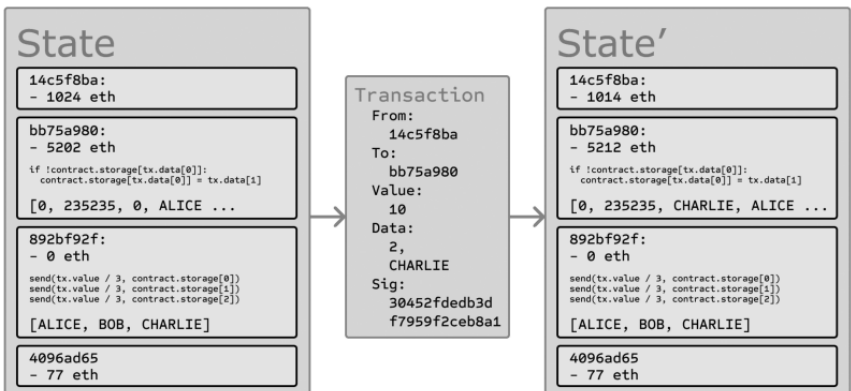 State
14c5f8ba:
- 1024 eth
bb75a980:
- 5202 eth
if !contract.storage[tx.data[0]]:
contract.storage[tx.data[0]] = tx.data[1]
[0, 235235, 0, ALICE ...
892bf92f:
- 0 eth
send(tx.value / 3, contract.storage[0])
send(tx.value / 3, contract.storage[1])
send(tx.value / 3, contract.storage[2])
[ALICE, BOB, CHARLIE]
4096ad65
- 77 eth
Transaction
From:
14c5f8ba
To:
bb75a980
Value:
10
Data:
2,
CHARLIE
Sig:
30452fdedb3d
f7959f2ceb8a1
State’
14c5f8ba:
- 1014 eth
bb75a980:
- 5212 eth
if !contract.storage[tx.data[0]]:
contract.storage[tx.data[0]] = tx.data[1]
[0, 235235, CHARLIE, ALICE ...
892bf92f:
- 0 eth
send(tx.value / 3, contract.storage[0])
send(tx.value / 3, contract.storage[1])
send(tx.value / 3, contract.storage[2])
[ALICE, BOB, CHARLIE]
4096ad65
- 77 eth